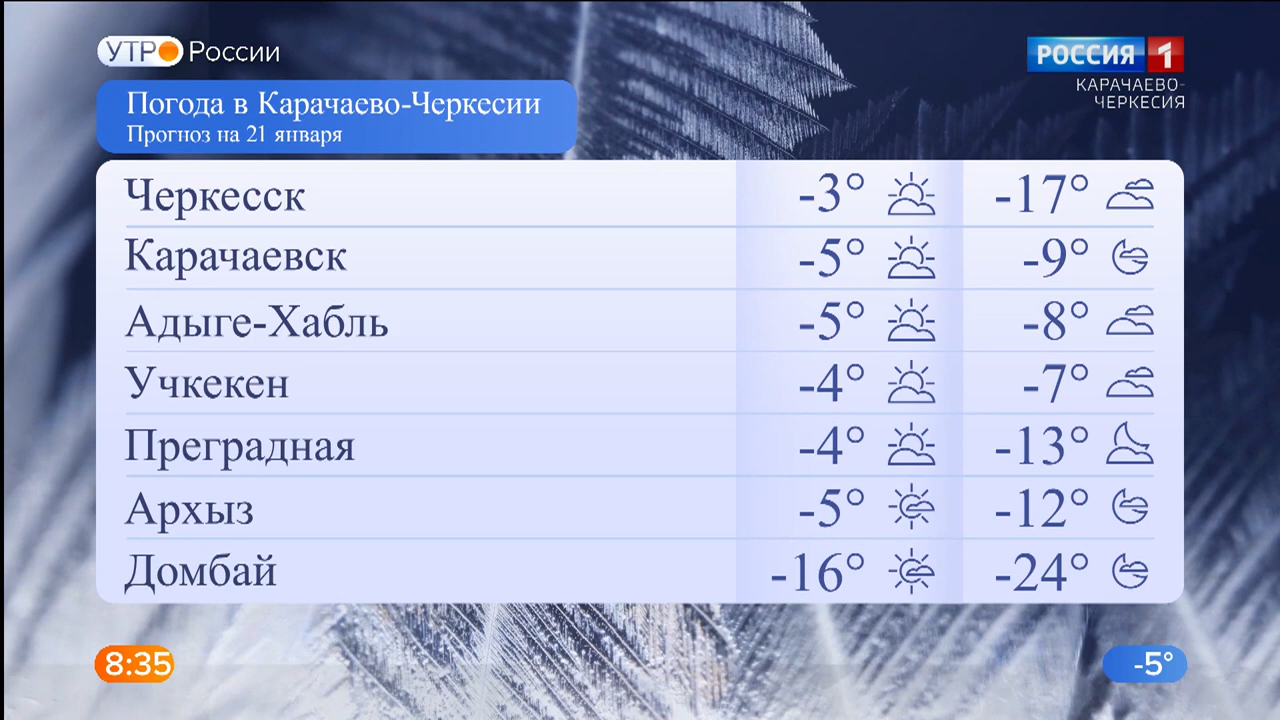 УТРО России
РОССИЯ 1
КАРАЧАЕВО-
ЧЕРКЕСИЯ
Погода в Карачаево-Черкесии
Прогноз на 21 января
Черкесск -3° -17°
Карачаевск -5° -9°
Адыге-Хабль -5° -8°
Учкекен -4° -7°
Преградная -4° -13°
Архыз -5° -12°
Домбай -16° -24°
8:35 -5°